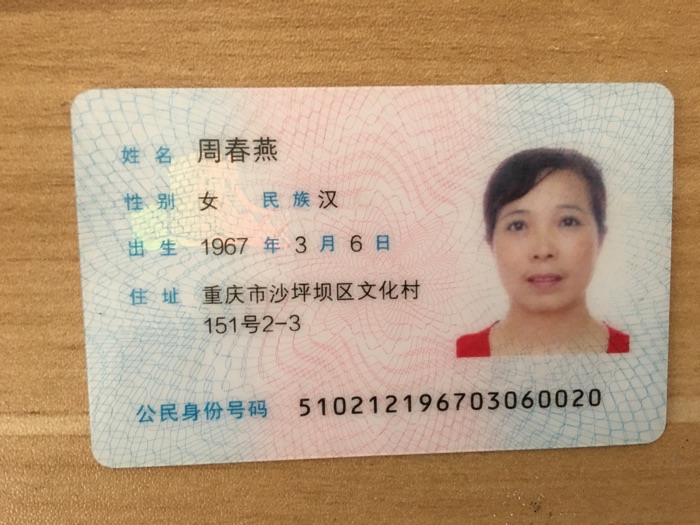 姓名 周春燕
性别 女 民族 汉
出生 1967 年 3 月 6 日
住址 重庆市沙坪坝区文化村
151号2-3
公民身份号码 510212196703060020